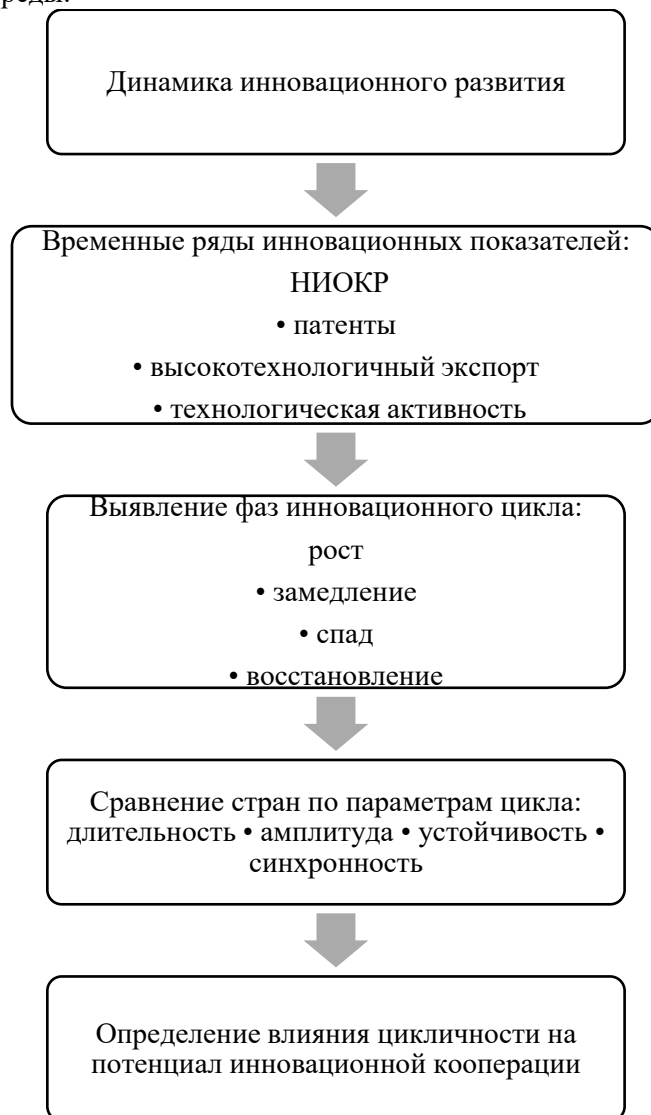 реды.
Динамика инновационного развития
Временные ряды инновационных показателей:
НИОКР
• патенты
• высокотехнологичный экспорт
• технологическая активность
Выявление фаз инновационного цикла:
рост
• замедление
• спад
• восстановление
Сравнение стран по параметрам цикла:
длительность • амплитуда • устойчивость •
синхронность
Определение влияния цикличности на
потенциал инновационной кооперации